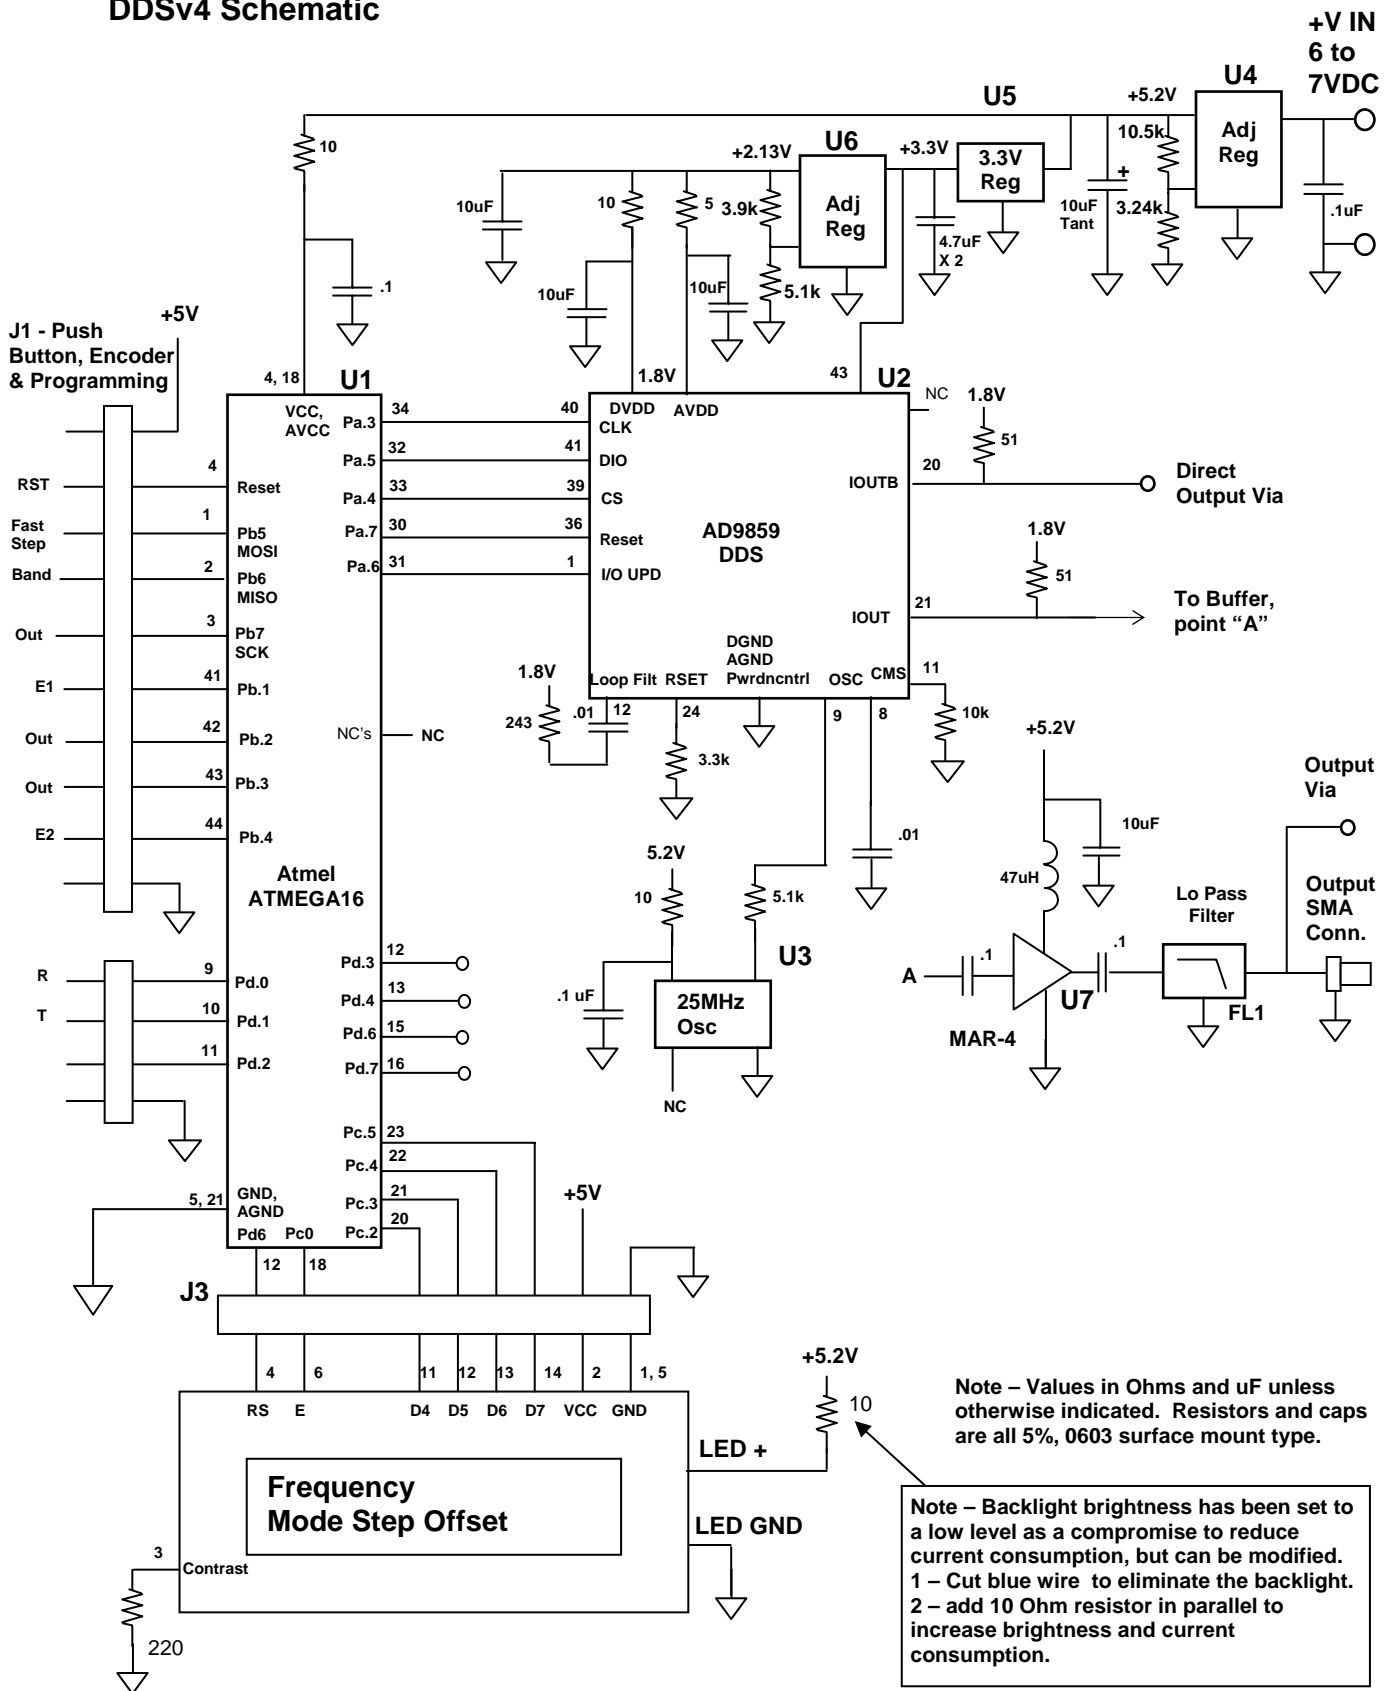 DDSv4 Schematic
+V IN
6 to
7VDC
U4
+5.2V
U5
Adj
Reg
10.5k
10
+2.13V
U6
+3.3V
3.3V
Reg
+
10uF
Tant
3.24k
.1uF
10uF
10
5
3.9k
Adj
Reg
4.7uF
X 2
5.1k
10uF
10uF
.1
+5V
J1 - Push
Button, Encoder
& Programming
4, 18
U1
1.8V
43
U2
NC
1.8V
VCC,
AVCC
Pa.3
34
40
DVDD
AVDD
CLK
51
Pa.5
32
41
DIO
20
Direct
Output Via
4
RST
Reset
Pa.4
33
39
CS
IOUTB
1
Fast
Step
Pb5
MOSI
Pa.7
30
36
Reset
AD9859
DDS
1.8V
2
Band
Pb6
MISO
Pa.6
31
1
I/O UPD
51
21
To Buffer,
point “A”
3
Out
Pb7
SCK
IOUT
DGND
AGND
Pwrdncntrl
41
E1
Pb.1
1.8V
Loop Filt
RSET
OSC
CMS
11
243
.01
12
24
9
8
10k
42
Out
Pb.2
NC's
NC
3.3k
+5.2V
43
Out
Pb.3
Output
Via
44
E2
Pb.4
.01
10uF
5.2V
47uH
Atmel
ATMEGA16
10
5.1k
Lo Pass
Filter
Output
SMA
Conn.
U3
12
Pd.3
R
9
Pd.0
.1
.1
A
13
Pd.4
.1 uF
25MHz
Osc
U7
FL1
T
10
Pd.1
15
Pd.6
MAR-4
11
Pd.2
Pd.7
16
NC
Pc.5
23
22
Pc.4
5, 21
GND,
AGND
21
Pc.3
20
Pc.2
+5V
Pd6
Pc0
12
18
J3
4
6
11
12
13
14
2
1, 5
+5.2V
RS
E
D4
D5
D6
D7
VCC
GND
10
Note – Values in Ohms and uF unless
otherwise indicated. Resistors and caps
are all 5%, 0603 surface mount type.
LED +
Frequency
Mode Step Offset
LED GND
3
Contrast
220
Note – Backlight brightness has been set to
a low level as a compromise to reduce
current consumption, but can be modified.
1 – Cut blue wire to eliminate the backlight.
2 – add 10 Ohm resistor in parallel to
increase brightness and current
consumption.